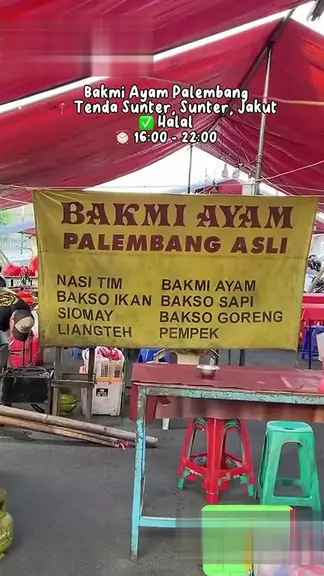 Bakmi Ayam Palembang
📍 Tenda Sunter, Sunter, Jakut
✅ Halal
⏰ 16:00 - 22:00
BAKMI AYAM
PALEMBANG ASLI
NASI TIM BAKMI AYAM
BAKSO IKAN BAKSO SAPI
SIOMAY BAKSO GORENG
LIANGTEH PEMPEK